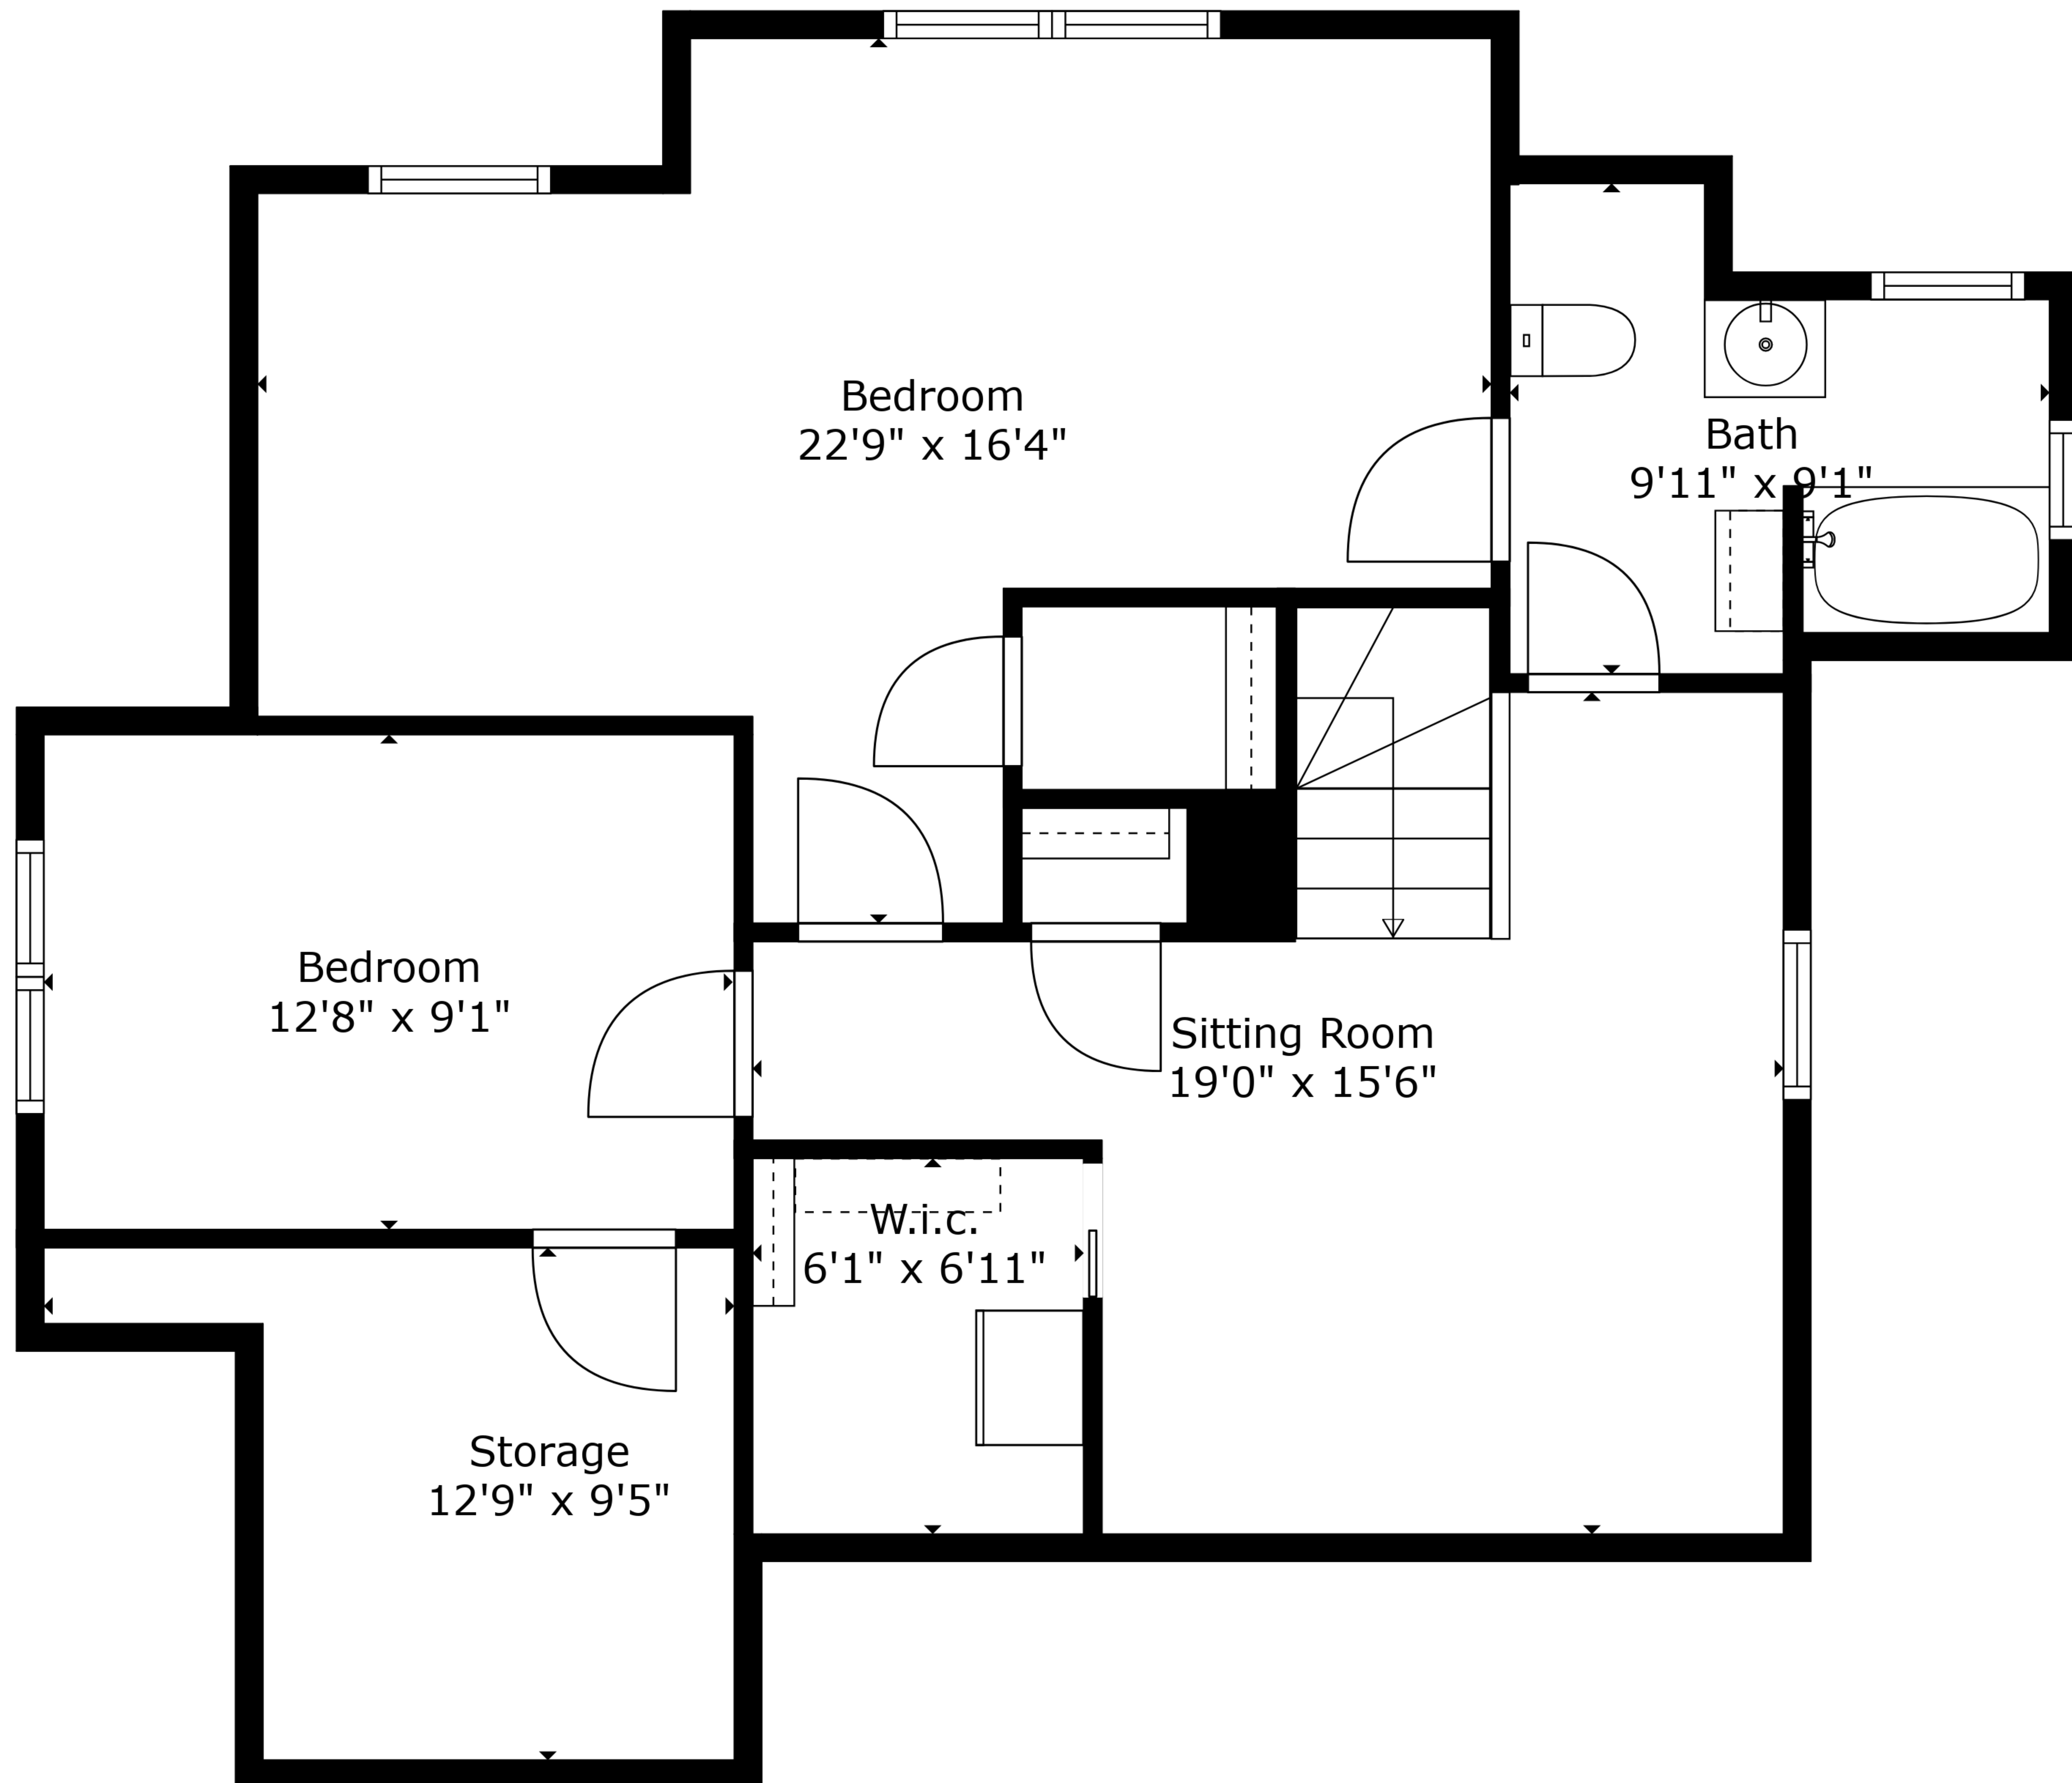 Bedroom
22'9" x 16'4"
Bath
9'11" x 9'1"
Bedroom
12'8" x 9'1"
Sitting Room
19'0" x 15'6"
W.i.c.
6'1" x 6'11"
Storage
12'9" x 9'5"